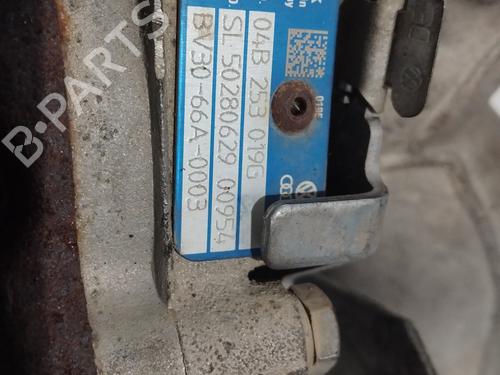 04B 253 019G
SL 50280629 00954
BV30-66A-0003
B-PARTS